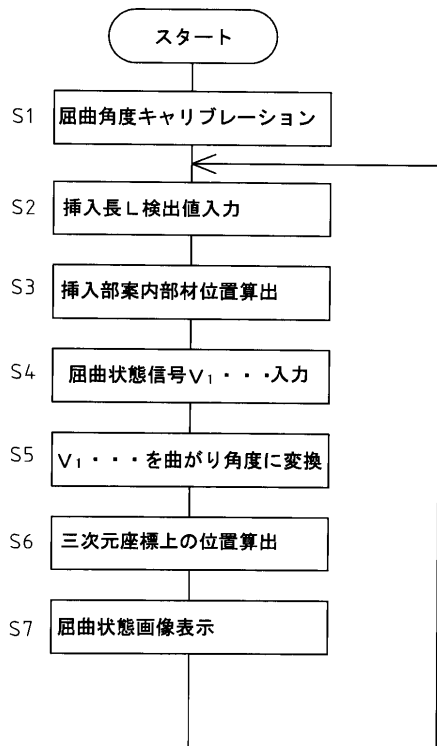 スタート
S1 屈曲角度キャリブレーション
S2 挿入長L検出値入力
S3 挿入部案内部材位置算出
S4 屈曲状態信号V₁・・・入力
S5 V₁・・・を曲がり角度に変換
S6 三次元座標上の位置算出
S7 屈曲状態画像表示